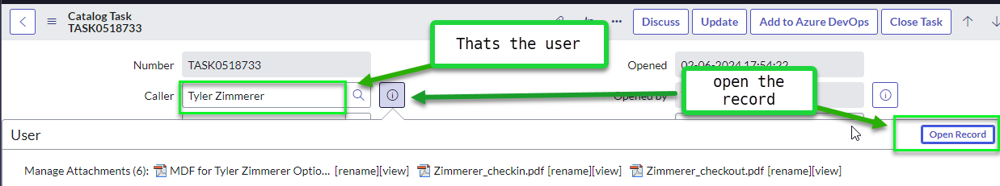 Catalog Task
TASK0518733
Discuss
Update
Add to Azure DevOps
Close Task
Thats the user
Number
TASK0518733
Opened
02-06-2024 17:54:22
Caller
Tyler Zimmerer
open the
record
Opened by
User
Open Record
Manage Attachments (6):
MDF for Tyler Zimmerer Optio... [rename][view]
Zimmerer_checkin.pdf [rename][view]
Zimmerer_checkout.pdf [rename][view]